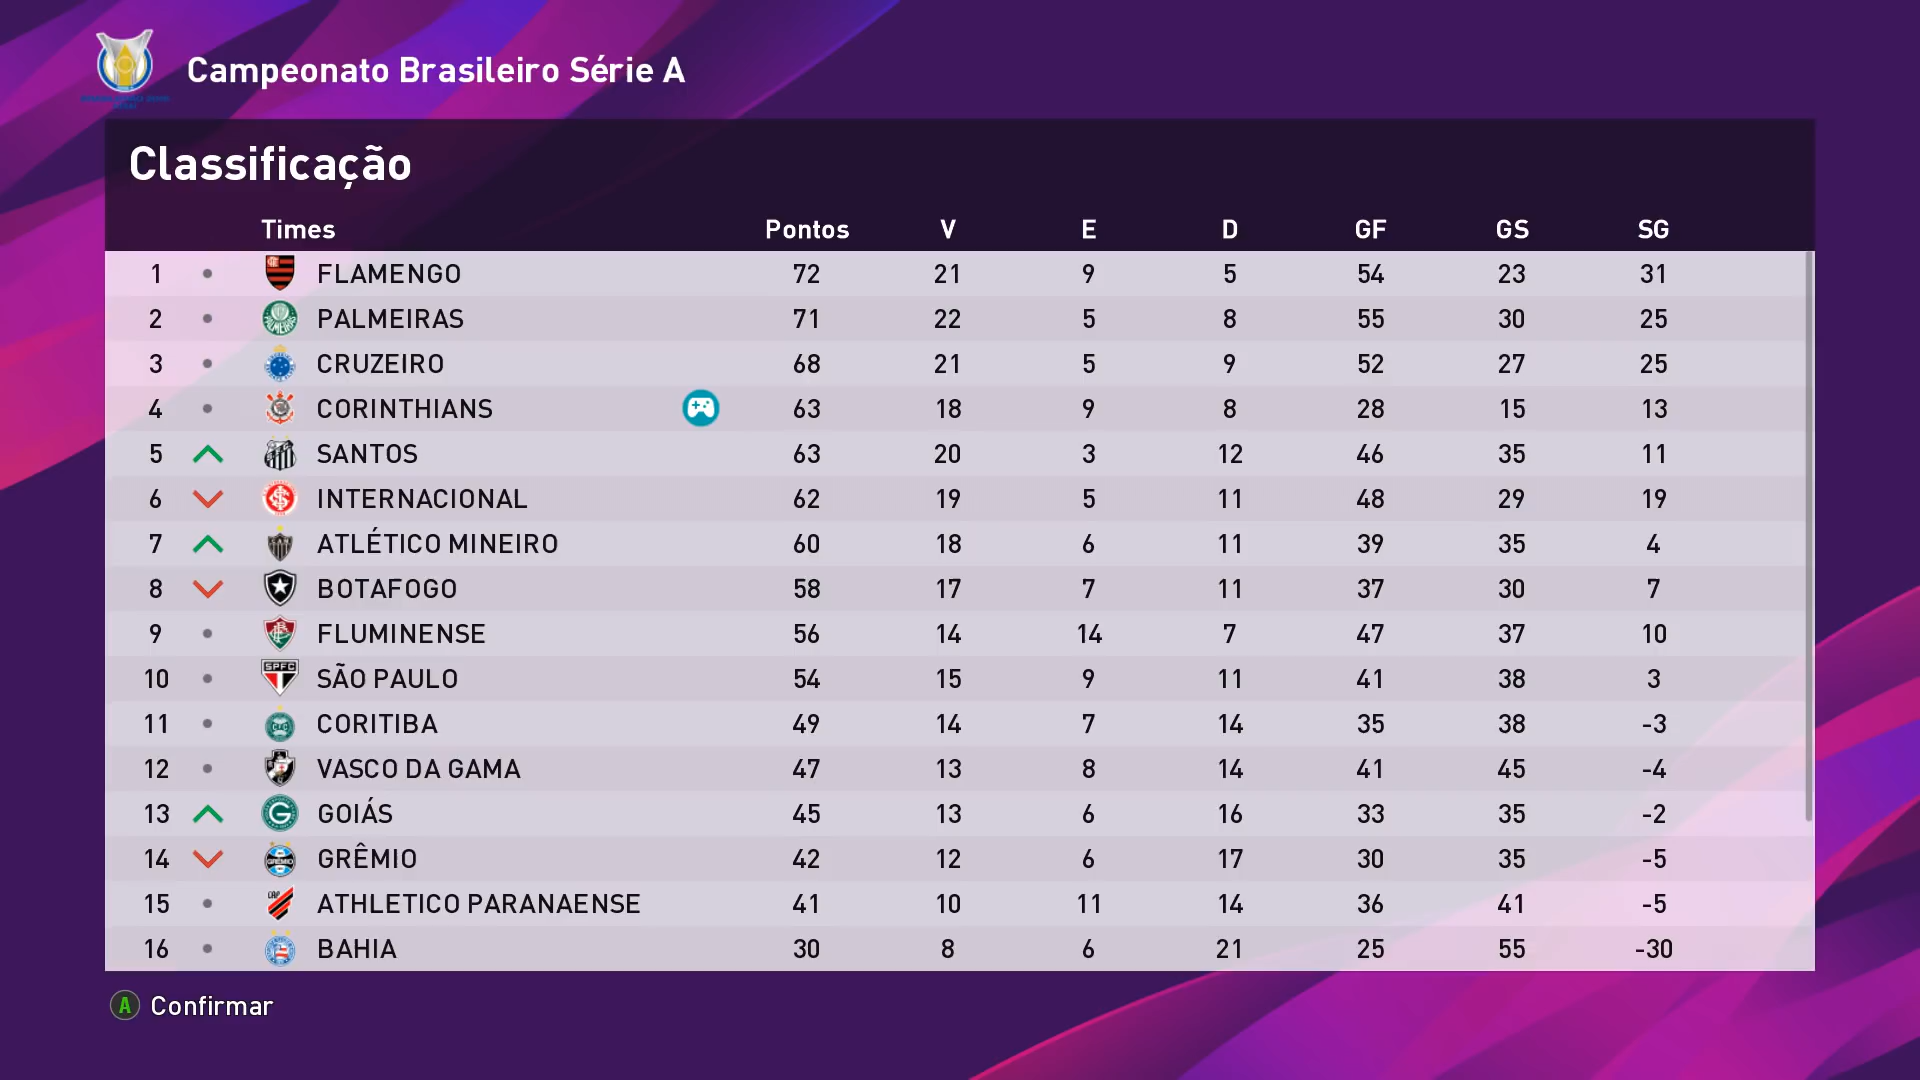 Campeonato Brasileiro Série A
Classificação
Times Pontos V E D GF GS SG
1 FLAMENGO 72 21 9 5 54 23 31
2 PALMEIRAS 71 22 5 8 55 30 25
3 CRUZEIRO 68 21 5 9 52 27 25
4 CORINTHIANS 63 18 9 8 28 15 13
5 SANTOS 63 20 3 12 46 35 11
6 INTERNACIONAL 62 19 5 11 48 29 19
7 ATLÉTICO MINEIRO 60 18 6 11 39 35 4
8 BOTAFOGO 58 17 7 11 37 30 7
9 FLUMINENSE 56 14 14 7 47 37 10
10 SPFC SÃO PAULO 54 15 9 11 41 38 3
11 CORITIBA 49 14 7 14 35 38 -3
12 VASCO DA GAMA 47 13 8 14 41 45 -4
13 G GOIÁS 45 13 6 16 33 35 -2
14 GRÊMIO GRÊMIO 42 12 6 17 30 35 -5
15 CAP ATHLETICO PARANAENSE 41 10 11 14 36 41 -5
16 BAHIA 30 8 6 21 25 55 -30
A Confirmar